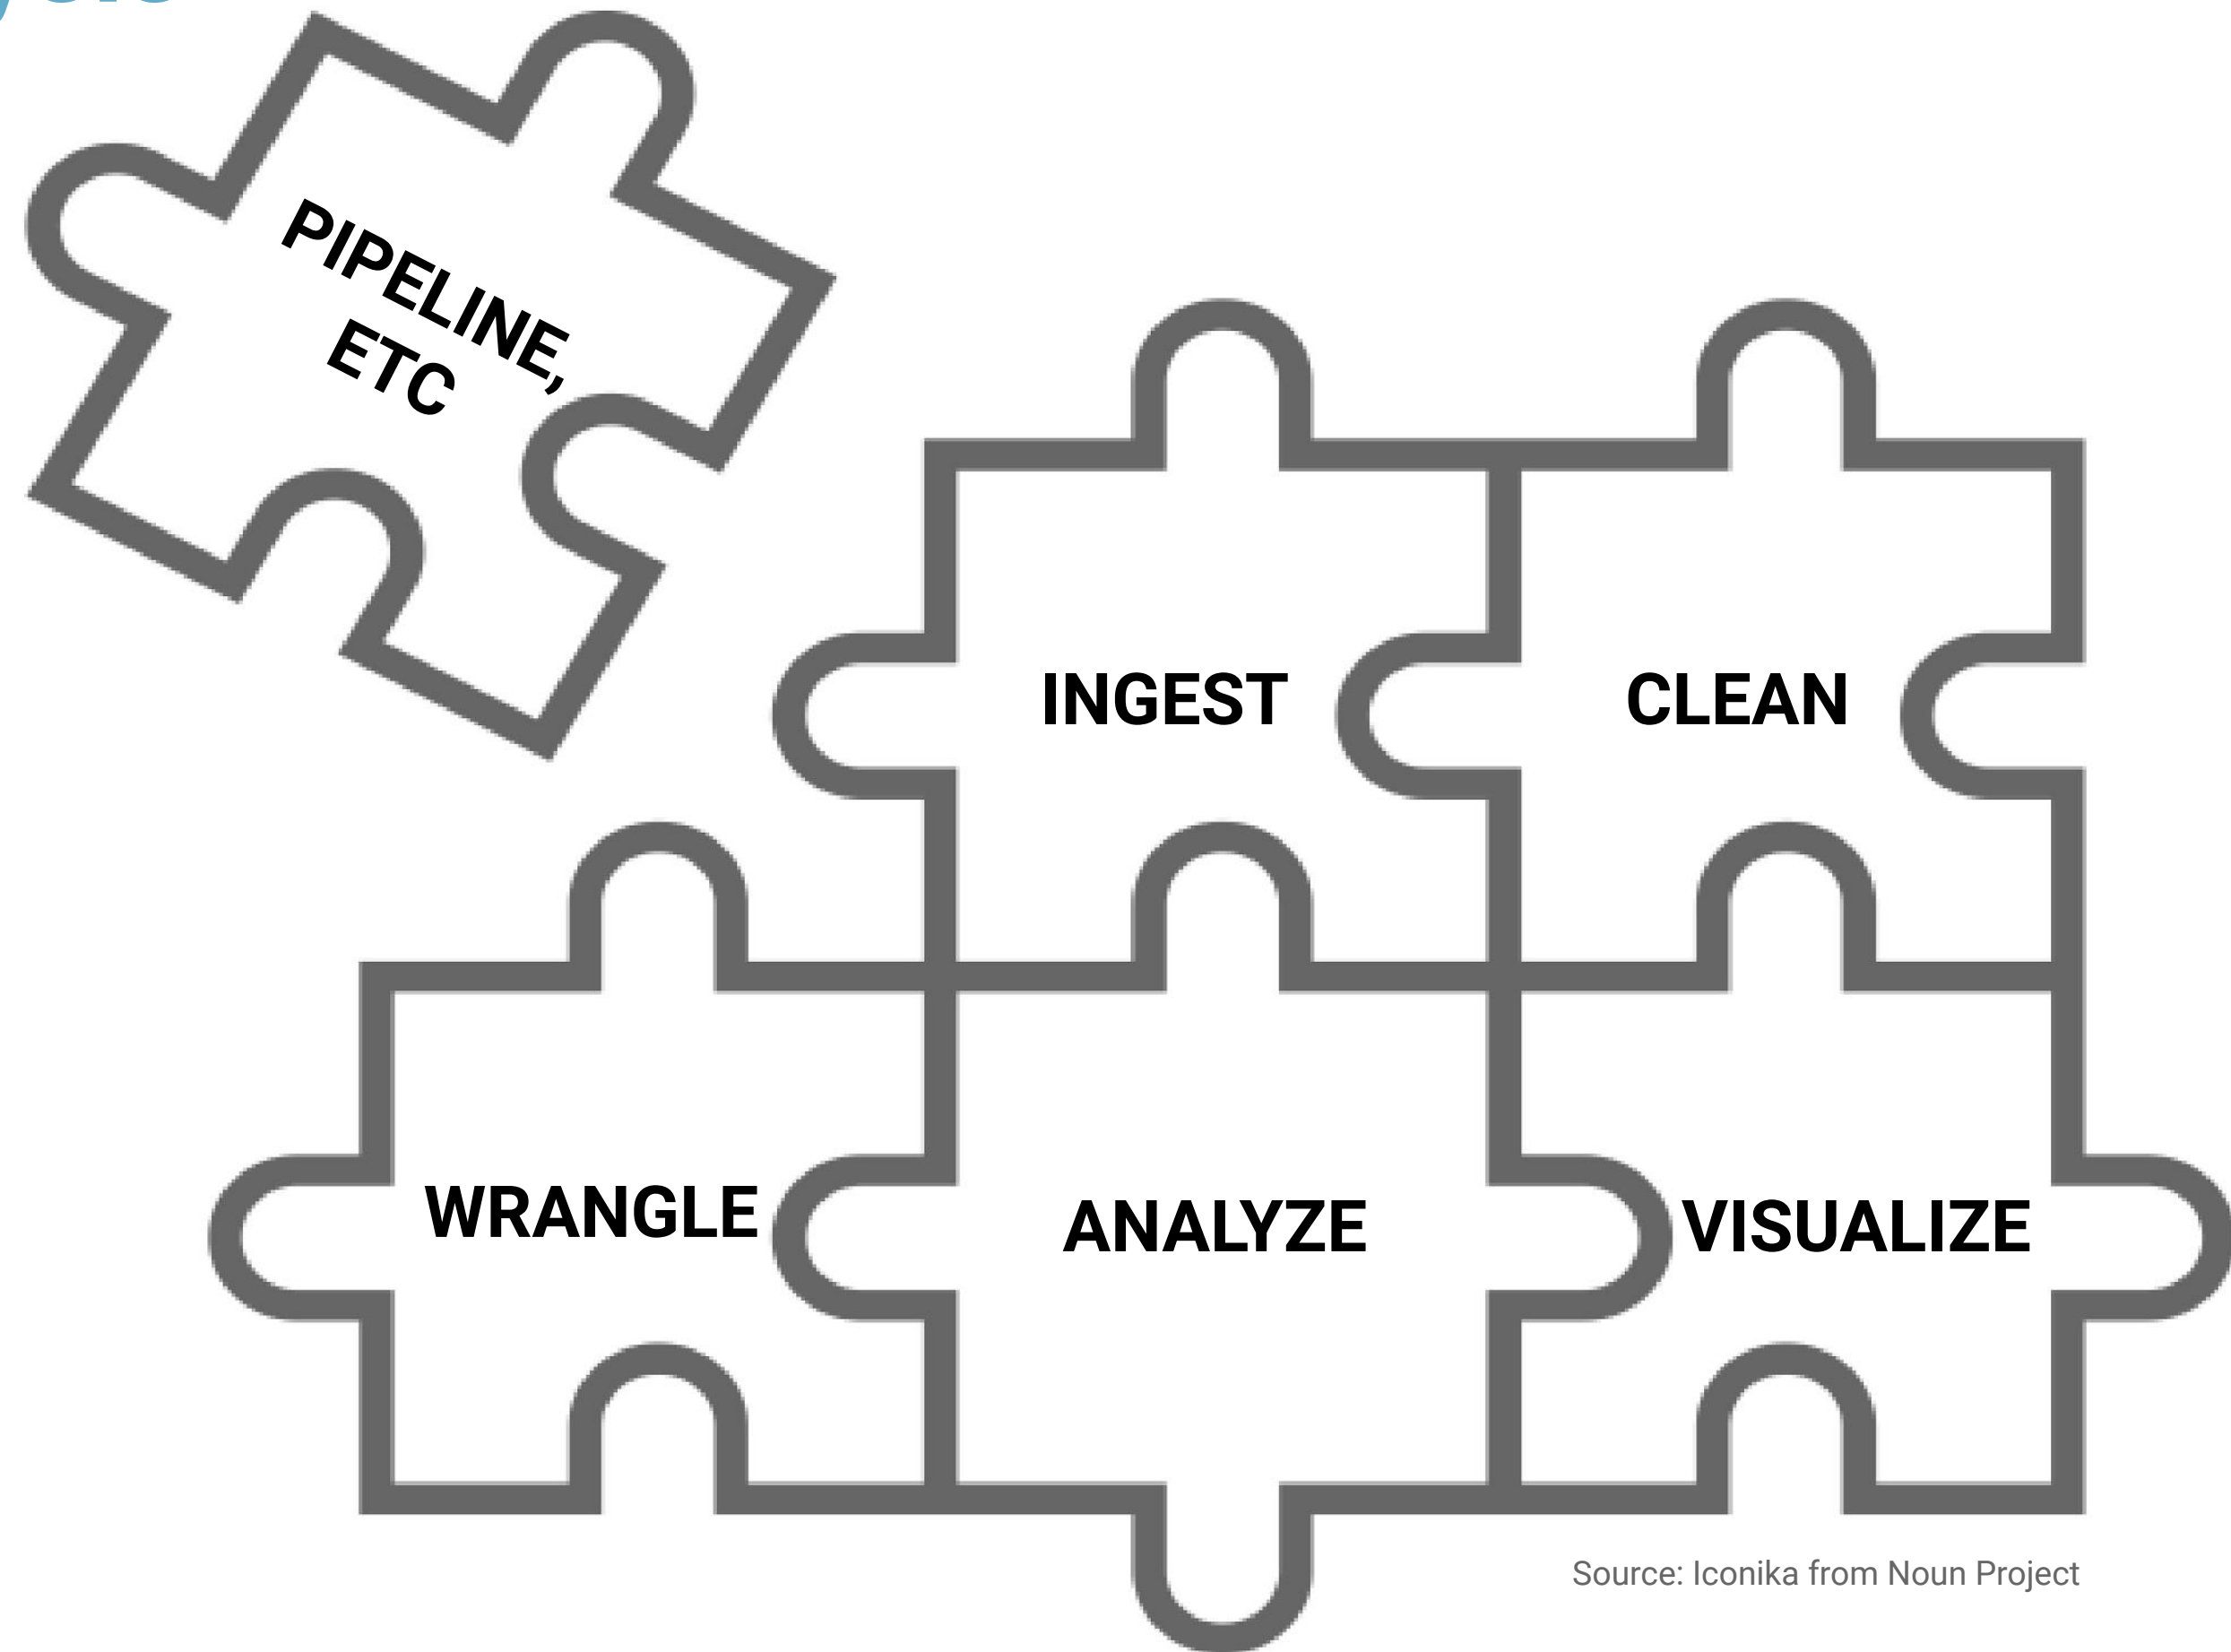 PIPELINE,
ETC
INGEST
CLEAN
WRANGLE
ANALYZE
VISUALIZE
Source: Iconika from Noun Project